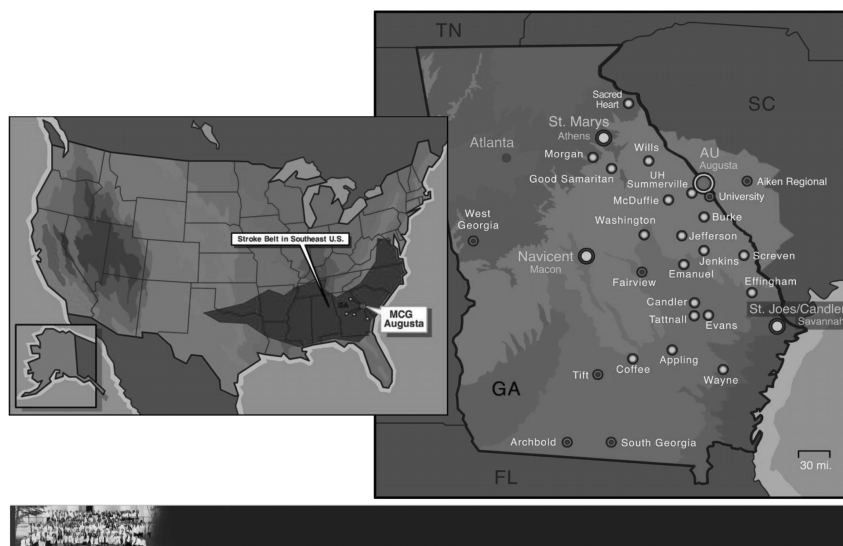 Stroke Belt in Southeast U.S.
GA
MCG
Augusta
TN
SC
Sacred
Heart
St. Marys
Athens
Atlanta
Morgan
Good Samaritan
Wills
AU
Augusta
UH
Summerville
Aiken Regional
University
McDuffie
West
Georgia
Washington
Burke
Jefferson
Navicent
Macon
Jenkins
Screven
Emanuel
Fairview
Effingham
Candler
St. Joes/Candler
Savannah
Tattnall
Evans
Appling
Coffee
Tift
Wayne
GA
Archbold
South Georgia
30 mi.
FL